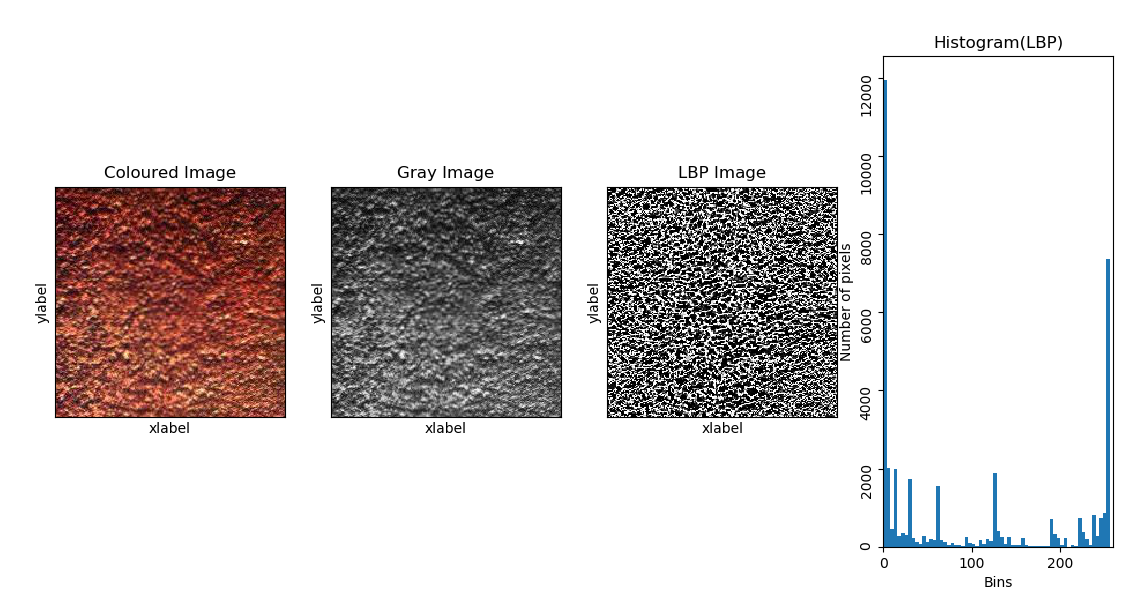 Coloured Image
ylabel
xlabel
Gray Image
ylabel
xlabel
LBP Image
ylabel
xlabel
Histogram(LBP)
Number of pixels
12000
10000
8000
6000
4000
2000
0
0 100 200
Bins